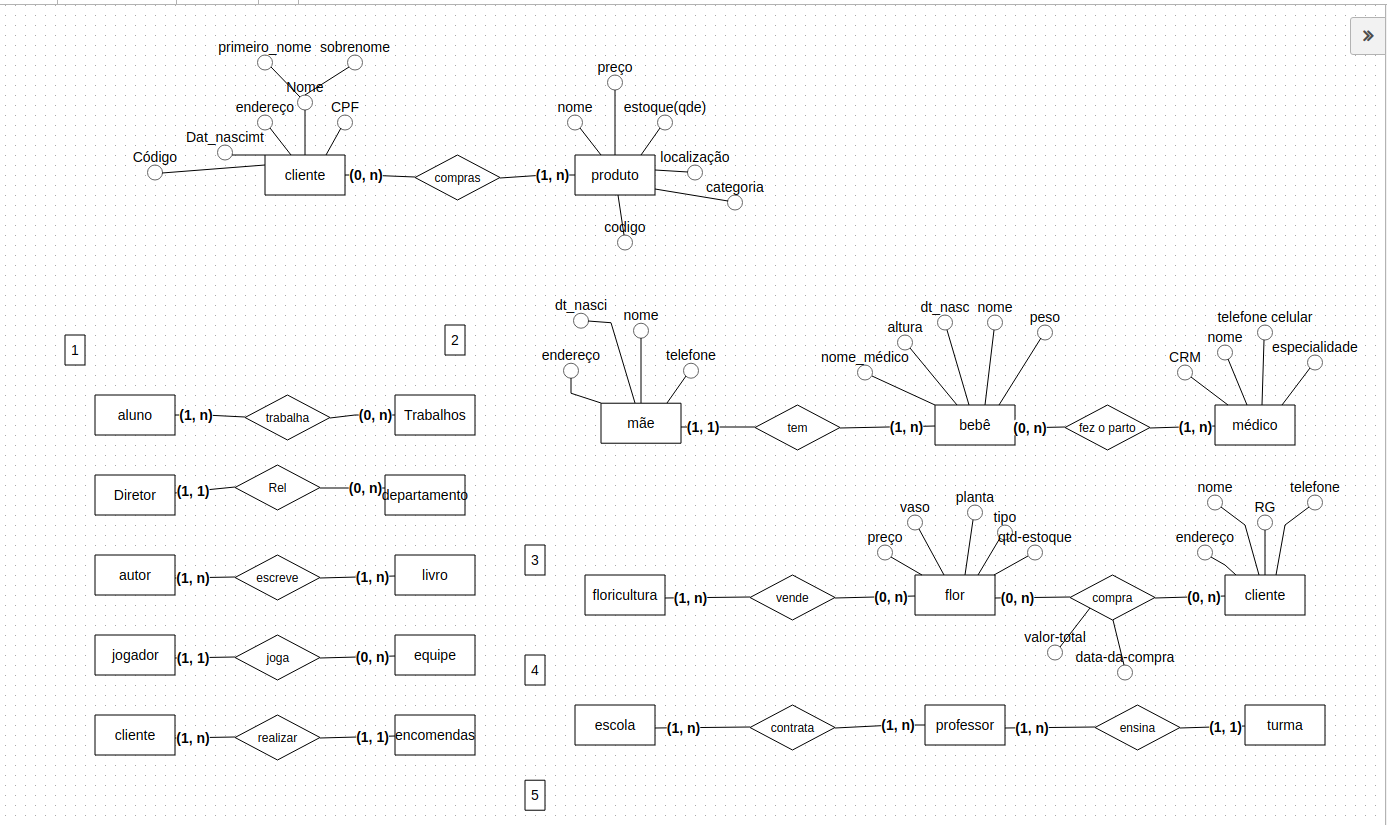 primeiro_nome sobrenome
Nome
endereço CPF
Dat_nascimt
Código
cliente (0, n) compras (1, n) produto
preço
nome estoque(qde)
localização
categoria
codigo
1
aluno (1, n) trabalha (0, n) Trabalhos
Diretor (1, 1) Rel (0, n) departamento
autor (1, n) escreve (1, n) livro
jogador (1, 1) joga (0, n) equipe
cliente (1, n) realizar (1, 1) encomendas
2
dt_nasci
nome
endereço telefone
dt_nasc nome
altura peso
nome_médico
telefone celular
nome
CRM especialidade
mãe (1, 1) tem (1, n) bebê (0, n) fez o parto (1, n) médico
3
planta
vaso tipo
preço qtd-estoque
nome telefone
RG
endereço
floricultura (1, n) vende (0, n) flor (0, n) compra (0, n) cliente
valor-total
data-da-compra
4
escola (1, n) contrata (1, n) professor (1, n) ensina (1, 1) turma
5